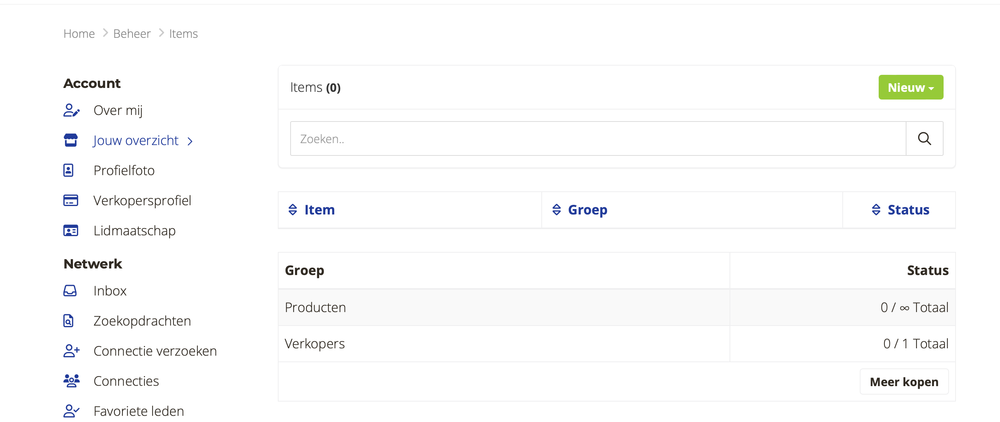 Home Beheer Items
Account
Over mij
Jouw overzicht
Profielfoto
Verkopersprofiel
Lidmaatschap
Netwerk
Inbox
Zoekopdrachten
Connectie verzoeken
Connecties
Favoriete leden
Items (0)
Nieuw
Zoeken..
Item Groep Status
Groep Status
Producten 0 / ∞ Totaal
Verkopers 0 / 1 Totaal
Meer kopen